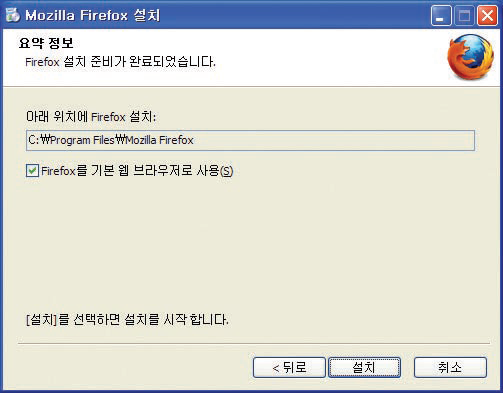 Mozilla Firefox 설치
요약 정보
Firefox 설치 준비가 완료되었습니다.
아래 위치에 Firefox 설치:
C:₩Program Files₩Mozilla Firefox
Firefox를 기본 웹 브라우저로 사용(S)
[설치]를 선택하면 설치를 시작 합니다.
< 뒤로 설치 취소